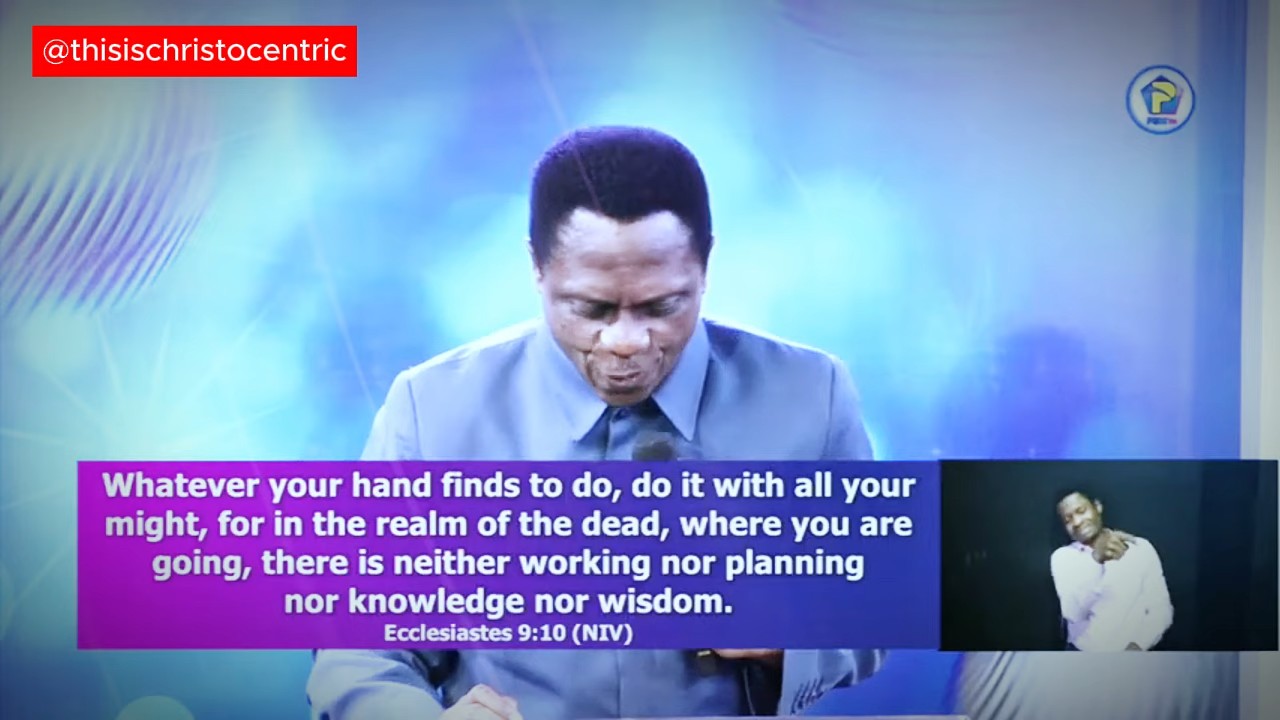 @thisischristocentric
Whatever your hand finds to do, do it with all your
might, for in the realm of the dead, where you are
going, there is neither working nor planning
nor knowledge nor wisdom.
Ecclesiastes 9:10 (NIV)